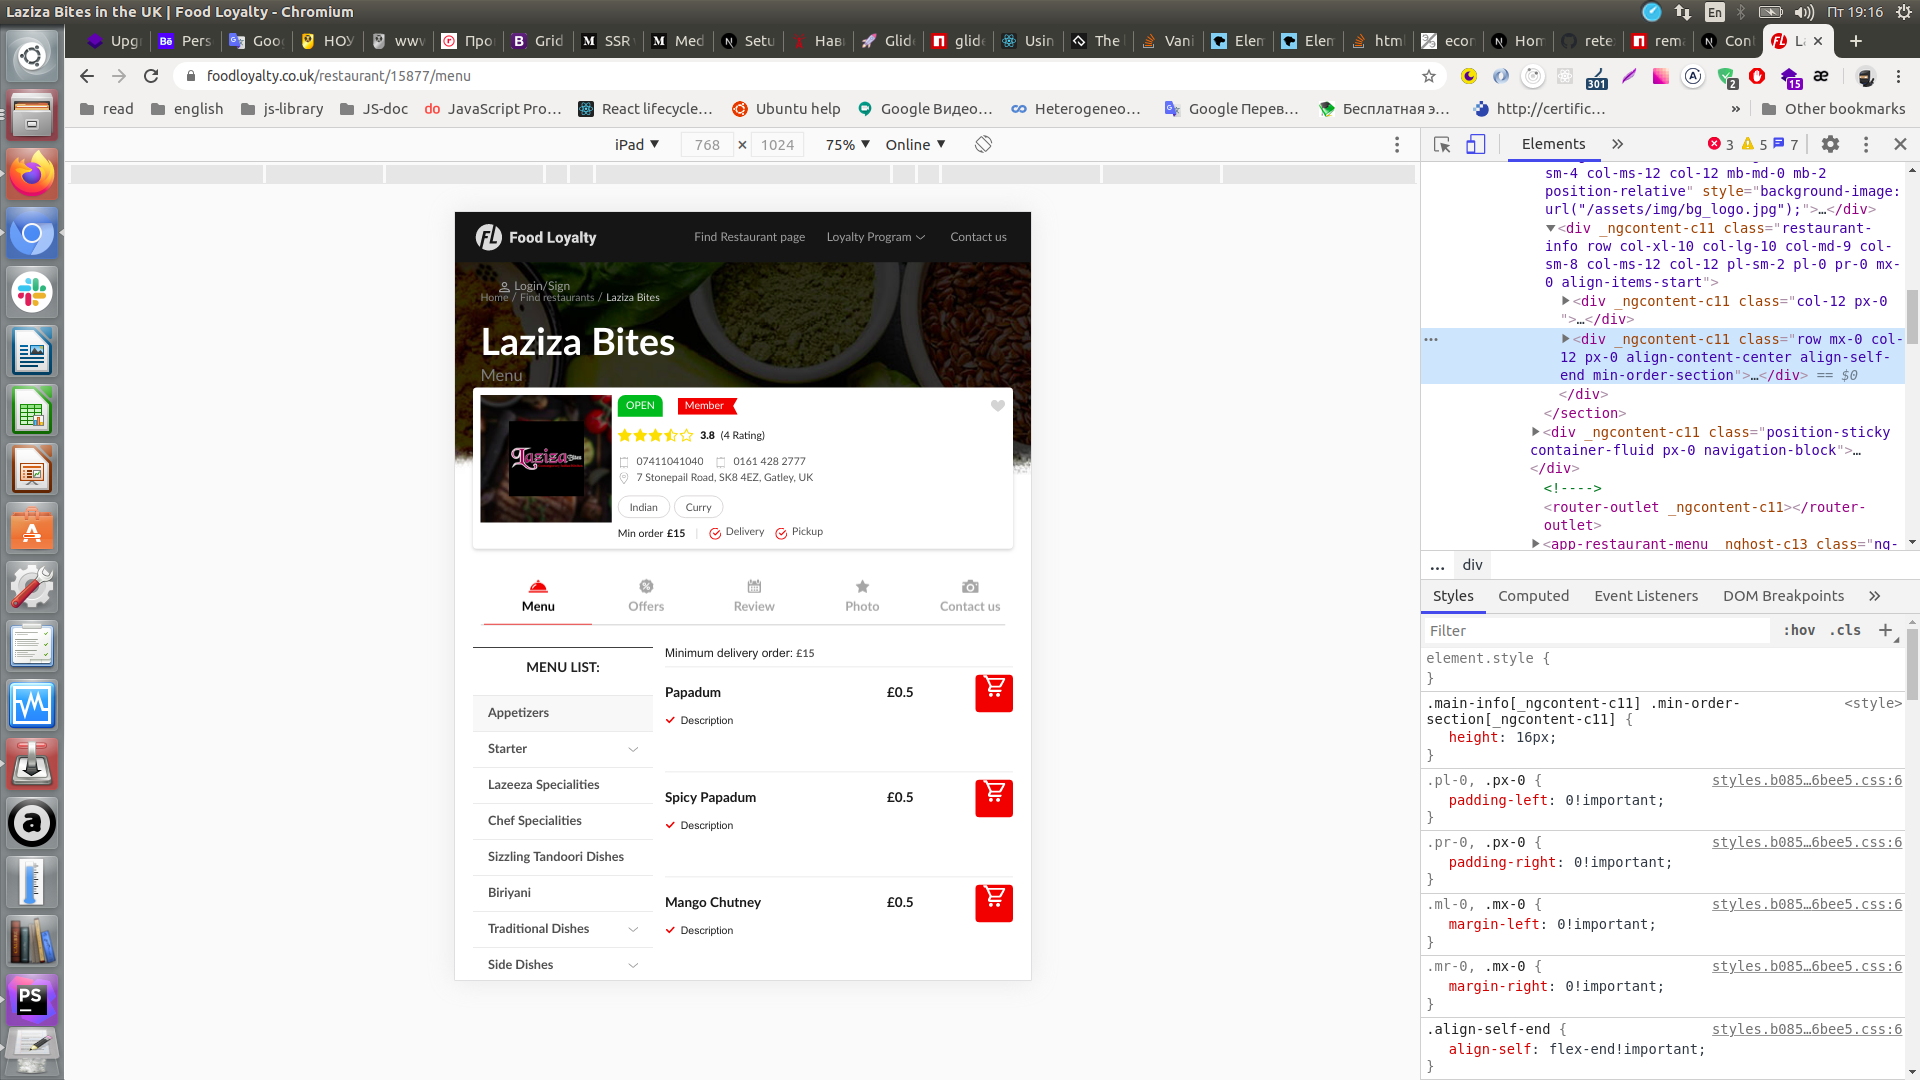 Laziza Bites in the UK | Food Loyalty - Chromium
En
Пт 19:16
Upg
Pers
Goo
НОУ
www
Про
Grid
SSR
Med
Setu
Нав
Glid
glide
Usin
The
Vani
Elem
Elem
html
econ
Hom
rete
rema
Con
L
foodloyalty.co.uk/restaurant/15877/menu
301
2
15
read
english
js-library
JS-doc
JavaScript Pro…
React lifecycle…
Ubuntu help
Google Видео…
Heterogeneo…
Google Перев…
Бесплатная э…
http://certific…
»
Other bookmarks
iPad
768 × 1024
75%
Online
Elements
»
3
5
7
FL Food Loyalty
Find Restaurant page
Loyalty Program
Contact us
Login/Sign
Home / Find restaurants / Laziza Bites
Laziza Bites
Menu
Laziza Bites
OPEN
Member
3.8 (4 Rating)
07411041040
0161 428 2777
7 Stonepail Road, SK8 4EZ, Gatley, UK
Indian
Curry
Min order £15
Delivery
Pickup
Menu
Offers
Review
Photo
Contact us
MENU LIST:
Appetizers
Starter
Lazeeza Specialities
Chef Specialities
Sizzling Tandoori Dishes
Biriyani
Traditional Dishes
Side Dishes
Minimum delivery order: £15
Papadum
£0.5
Description
Spicy Papadum
£0.5
Description
Mango Chutney
£0.5
Description
sm-4 col-ms-12 col-12 mb-md-0 mb-2
position-relative" style="background-image:
url("/assets/img/bg_logo.jpg");">…</div>
<div _ngcontent-c11 class="restaurant-
info row col-xl-10 col-lg-10 col-md-9 col-
sm-8 col-ms-12 col-12 pl-sm-2 pl-0 pr-0 mx-
0 align-items-start">
<div _ngcontent-c11 class="col-12 px-0
">…</div>
<div _ngcontent-c11 class="row mx-0 col-
12 px-0 align-content-center align-self-
end min-order-section">…</div> == $0
</div>
</section>
<div _ngcontent-c11 class="position-sticky
container-fluid px-0 navigation-block">…
</div>
<!---->
<router-outlet _ngcontent-c11></router-
outlet>
<app-restaurant-menu _nghost-c13 class="ng-
... div
Styles
Computed
Event Listeners
DOM Breakpoints
»
Filter
:hov
.cls
element.style {
}
.main-info[_ngcontent-c11] .min-order-
section[_ngcontent-c11] {
<style>
height: 16px;
}
.pl-0, .px-0 {
styles.b085…6bee5.css:6
padding-left: 0!important;
}
.pr-0, .px-0 {
styles.b085…6bee5.css:6
padding-right: 0!important;
}
.ml-0, .mx-0 {
styles.b085…6bee5.css:6
margin-left: 0!important;
}
.mr-0, .mx-0 {
styles.b085…6bee5.css:6
margin-right: 0!important;
}
.align-self-end {
styles.b085…6bee5.css:6
align-self: flex-end!important;
}